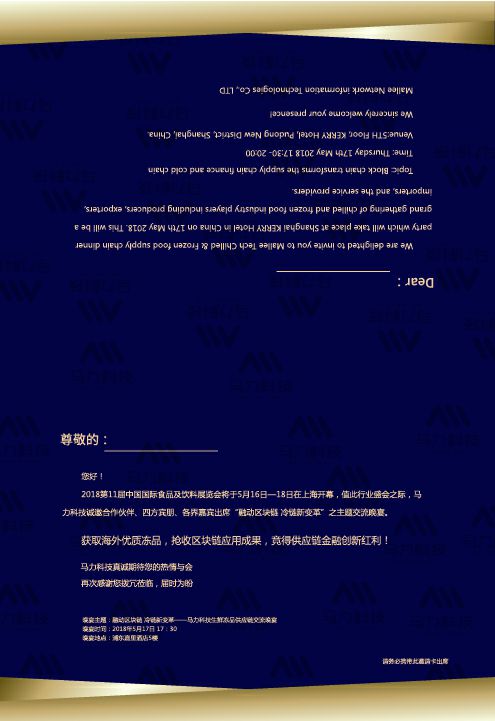 Dear：
We are delighted to invite you to Mallee Tech Chilled & Frozen food supply chain dinner
party which will take place at Shanghai KERRY Hotel in China on 17th May 2018. This will be a
grand gathering of chilled and frozen food industry players including producers, exporters,
importers, and the service providers.
Topic: Block chain transforms the supply chain finance and cold chain
Time: Thursday 17th May 2018 17:30- 20:00
Venue:5TH Floor, KERRY Hotel, Pudong New District, Shanghai, China.
We sincerely welcome your presence!
Mallee Network Information Technologies Co., LTD
尊敬的：
您好！
2018第11届中国国际食品及饮料展览会将于5月16日—18日在上海开幕，值此行业盛会之际，马
力科技诚邀合作伙伴、四方宾朋、各界嘉宾出席“融动区块链 冷链新变革”之主题交流晚宴。
获取海外优质冻品，抢收区块链应用成果，竟得供应链金融创新红利！
马力科技真诚期待您的热情与会
再次感谢您拨冗莅临，届时为盼
晚宴主题：融动区块链 冷链新变革——马力科技生鲜冻品供应链交流晚宴
晚宴时间：2018年5月17日 17：30
晚宴地点：浦东嘉里酒店5楼
请务必携带此邀请卡出席
马力科技